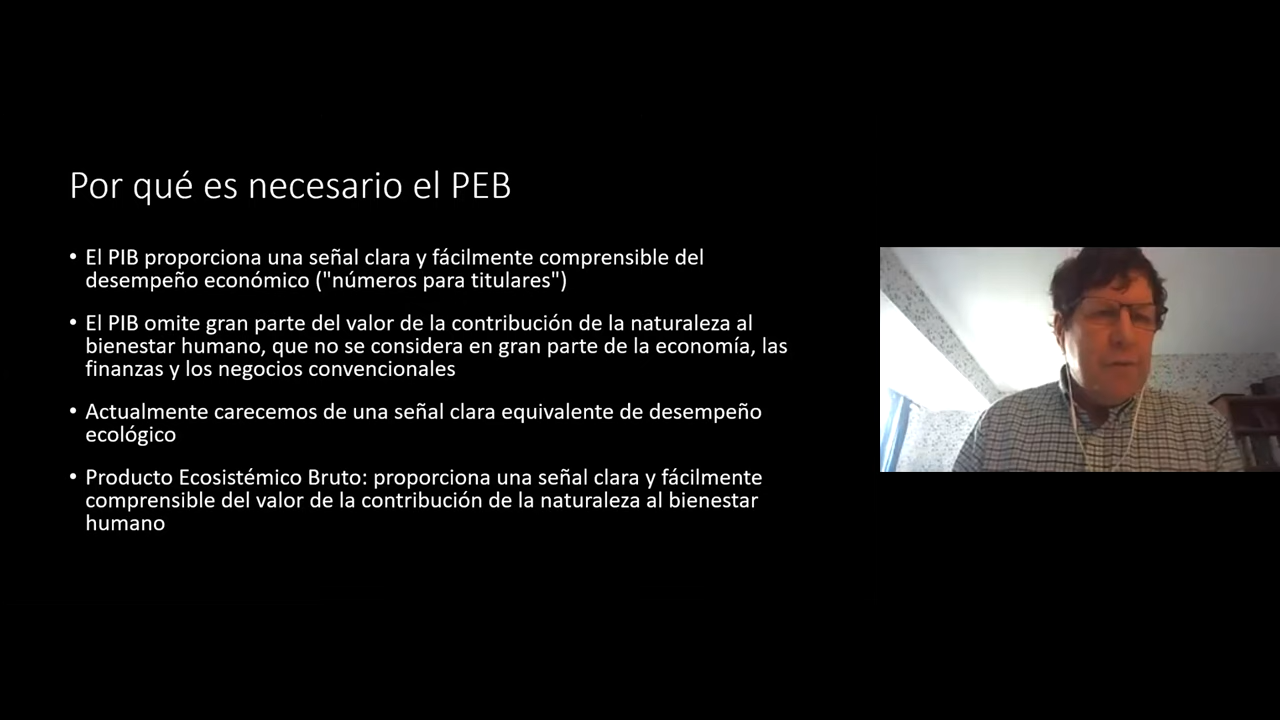 Por qué es necesario el PEB
• El PIB proporciona una señal clara y fácilmente comprensible del
desempeño económico ("números para titulares")
• El PIB omite gran parte del valor de la contribución de la naturaleza al
bienestar humano, que no se considera en gran parte de la economía, las
finanzas y los negocios convencionales
• Actualmente carecemos de una señal clara equivalente de desempeño
ecológico
• Producto Ecosistémico Bruto: proporciona una señal clara y fácilmente
comprensible del valor de la contribución de la naturaleza al bienestar
humano